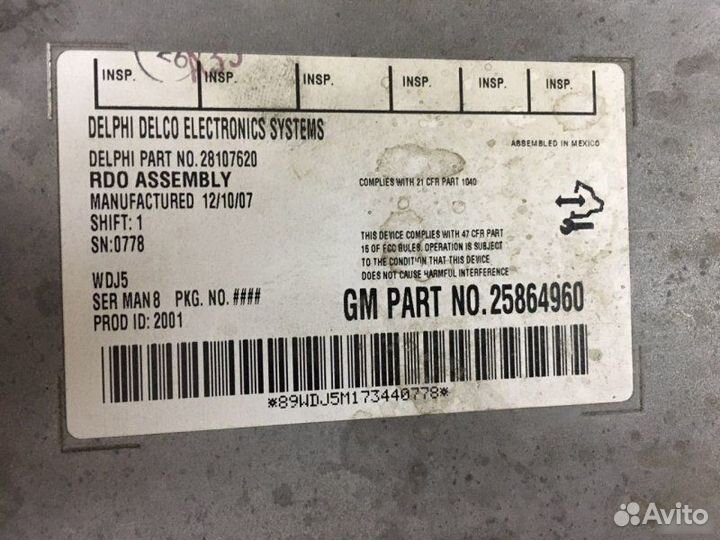 INSP. INSP. INSP. INSP. INSP. INSP.
DELPHI DELCO ELECTRONICS SYSTEMS
ASSEMBLED IN MEXICO
DELPHI PART NO. 28107620
RDO ASSEMBLY
COMPLIES WITH 21 CFR PART 1040
MANUFACTURED 12/10/07
SHIFT: 1
SN:0778
THIS DEVICE COMPLIES WITH 47 CFR PART
15 OF FCC RULES. OPERATION IS SUBJECT
TO THE CONDITION THAT THIS DEVICE
DOES NOT CAUSE HARMFUL INTERFERENCE
WDJ5
SER MAN 8 PKG. NO. ####
PROD ID: 2001
GM PART NO. 25864960
*89WDJ5M173440778*
Avito